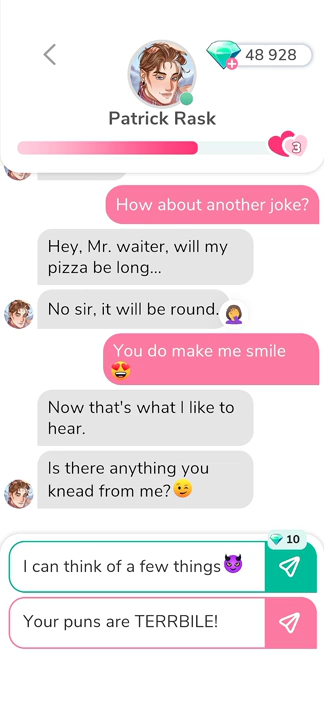 48 928
Patrick Rask
3
How about another joke?
Hey, Mr. waiter, will my
pizza be long...
No sir, it will be round.
You do make me smile
😍
Now that's what I like to
hear.
Is there anything you
knead from me?😉
10
I can think of a few things😈
Your puns are TERRBILE!